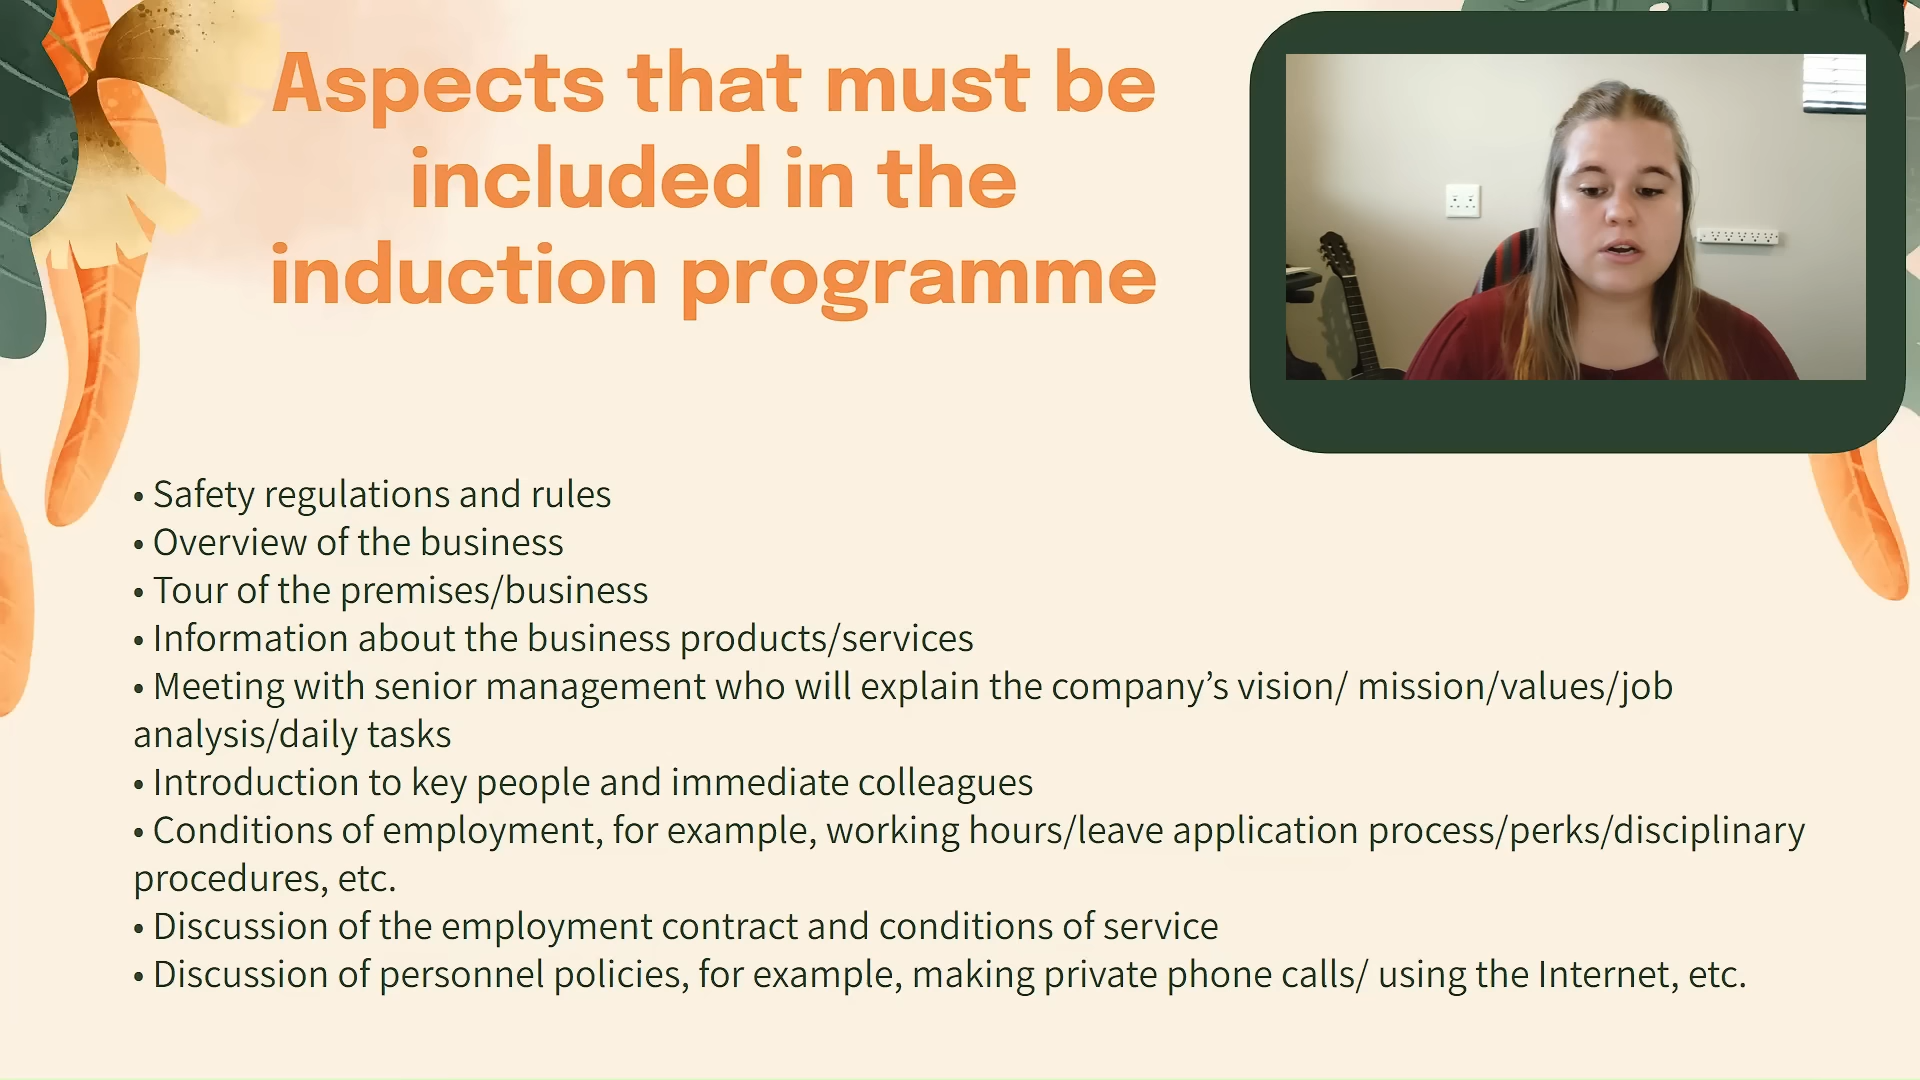 Aspects that must be
included in the
induction programme
• Safety regulations and rules
• Overview of the business
• Tour of the premises/business
• Information about the business products/services
• Meeting with senior management who will explain the company’s vision/ mission/values/job
analysis/daily tasks
• Introduction to key people and immediate colleagues
• Conditions of employment, for example, working hours/leave application process/perks/disciplinary
procedures, etc.
• Discussion of the employment contract and conditions of service
• Discussion of personnel policies, for example, making private phone calls/ using the Internet, etc.